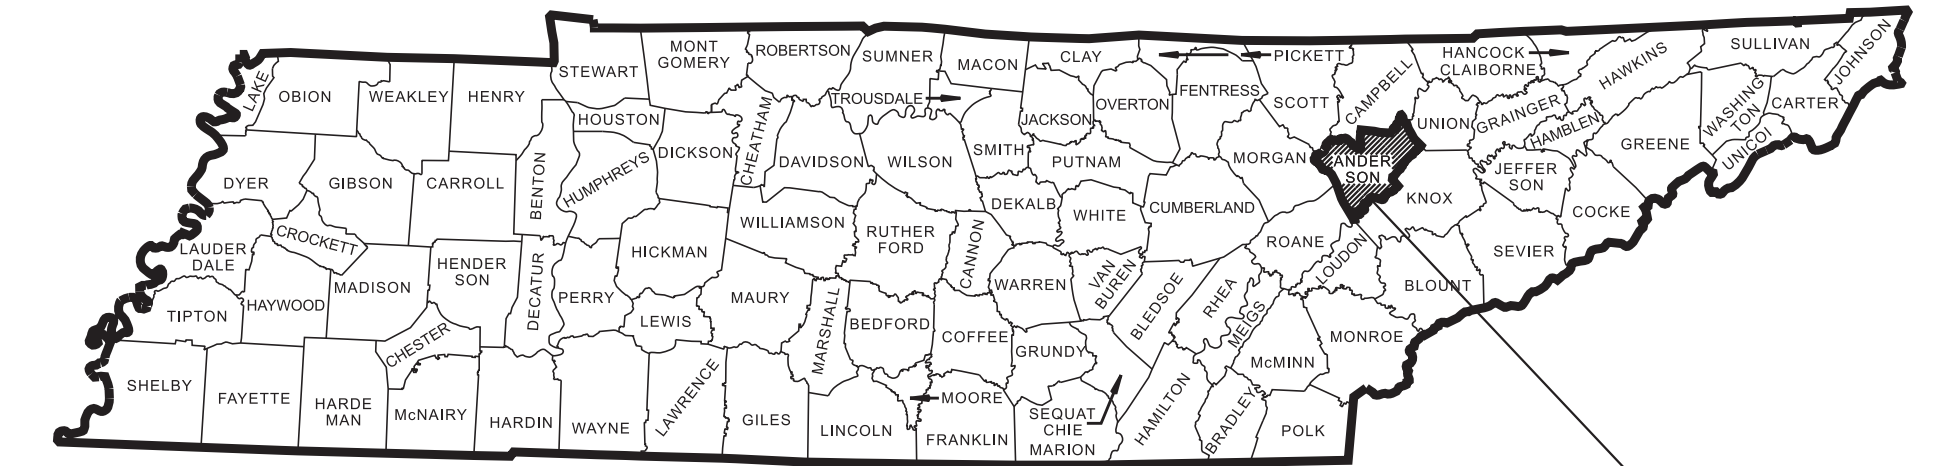 LAKE
OBION
WEAKLEY
HENRY
STEWART
MONT
GOMERY
ROBERTSON
SUMNER
TROUSDALE
MACON
CLAY
PICKETT
HANCOCK
CLAIBORNE
HAWKINS
SULLIVAN
JOHNSON
HOUSTON
CHEATHAM
JACKSON
OVERTON
FENTRESS
SCOTT
CAMPBELL
UNION
GRAINGER
HAMBLEN
GREENE
WASHING
TON
CARTER
UNICOI
DYER
GIBSON
CARROLL
BENTON
HUMPHREYS
DICKSON
DAVIDSON
WILSON
SMITH
PUTNAM
MORGAN
ANDER
SON
KNOX
JEFFER
SON
COCKE
LAUDER
DALE
CROCKETT
HICKMAN
WILLIAMSON
RUTHER
FORD
CANNON
DEKALB
WHITE
CUMBERLAND
ROANE
LOUDON
SEVIER
TIPTON
HAYWOOD
MADISON
HENDER
SON
DECATUR
PERRY
LEWIS
MAURY
MARSHALL
BEDFORD
COFFEE
WARREN
VAN
BUREN
BLEDSOE
RHEA
MEIGS
BLOUNT
MONROE
SHELBY
FAYETTE
HARDE
MAN
CHESTER
McNAIRY
HARDIN
WAYNE
LAWRENCE
GILES
LINCOLN
MOORE
FRANKLIN
GRUNDY
SEQUAT
CHIE
MARION
HAMILTON
BRADLEY
McMINN
POLK